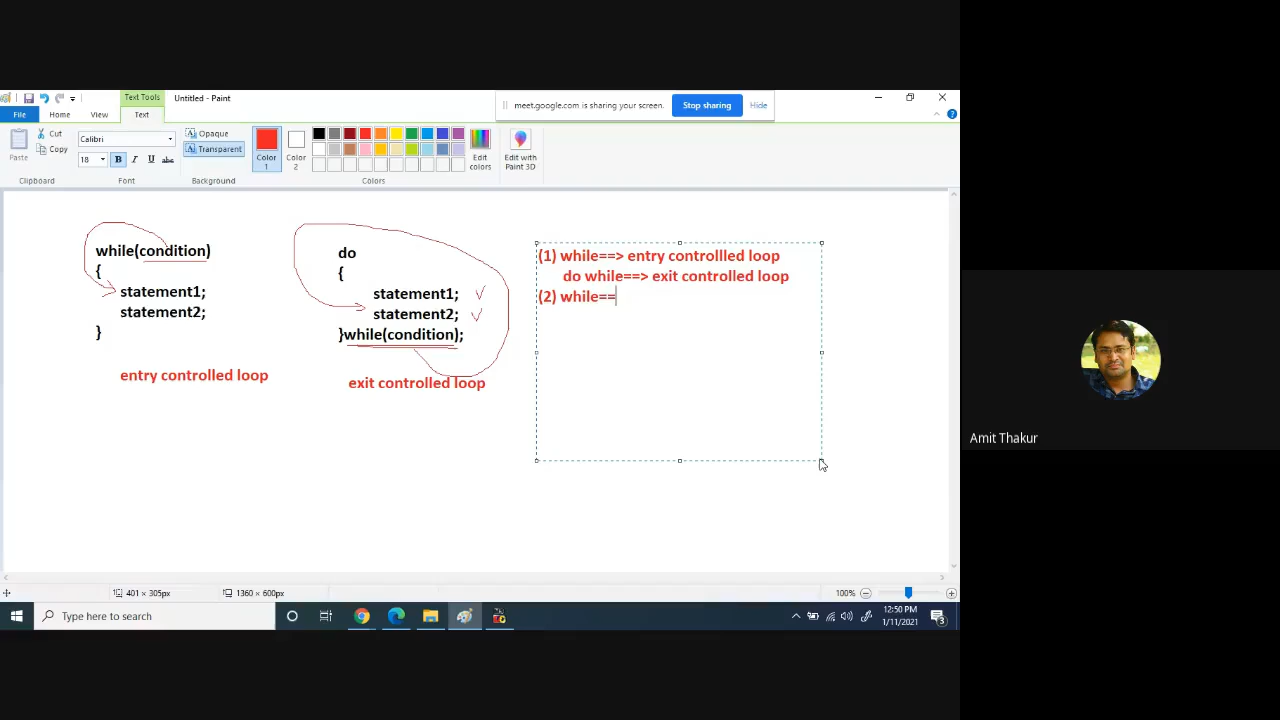 Text Tools
Untitled - Paint
File
Home
View
Text
Paste
Cut
Copy
Clipboard
Calibri
18
B
I
U
abc
Font
Opaque
Transparent
Background
Color
1
Color
2
Edit
colors
Colors
Edit with
Paint 3D
meet.google.com is sharing your screen.
Stop sharing
Hide
while(condition)
{
statement1;
statement2;
}
entry controlled loop
do
{
statement1;
statement2;
}while(condition);
exit controlled loop
(1) while==> entry controllled loop
do while==> exit controlled loop
(2) while==
401 × 305px
1360 × 600px
100%
Type here to search
12:50 PM
1/11/2021
3
Amit Thakur